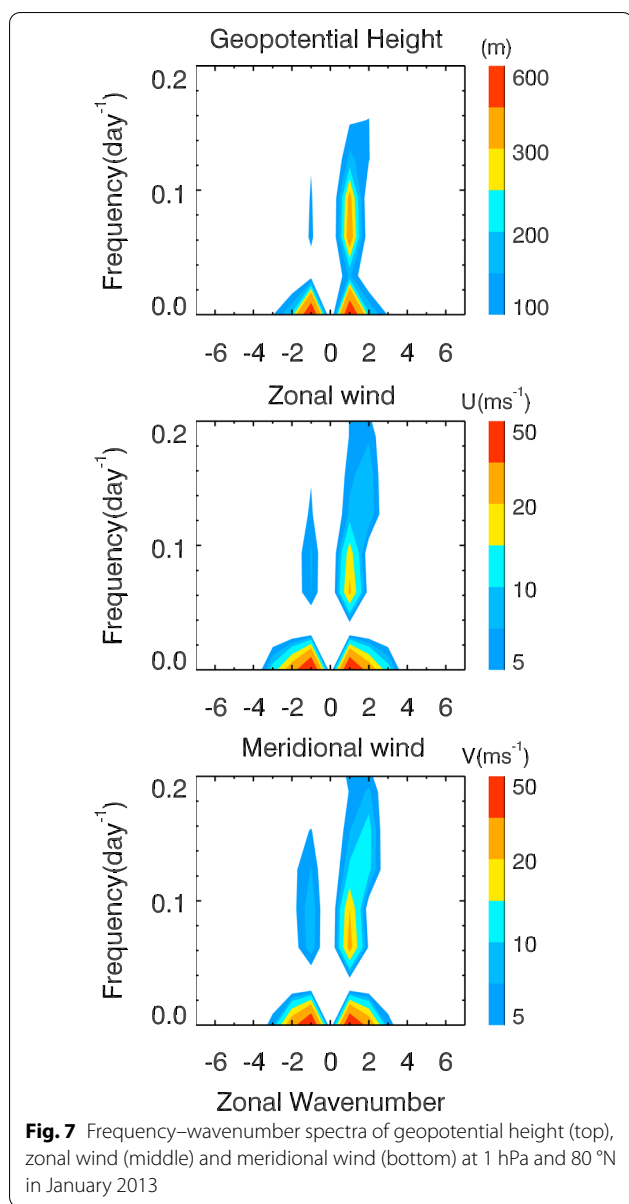 Geopotential Height
(m)
Frequency(day⁻¹)
0.2
0.1
0.0
600
300
200
100
-6 -4 -2 0 2 4 6
Zonal wind
U(ms⁻¹)
Frequency(day⁻¹)
0.2
0.1
0.0
50
20
10
5
-6 -4 -2 0 2 4 6
Meridional wind
V(ms⁻¹)
Frequency(day⁻¹)
0.2
0.1
0.0
50
20
10
5
-6 -4 -2 0 2 4 6
Zonal Wavenumber
Fig. 7 Frequency–wavenumber spectra of geopotential height (top),
zonal wind (middle) and meridional wind (bottom) at 1 hPa and 80 °N
in January 2013